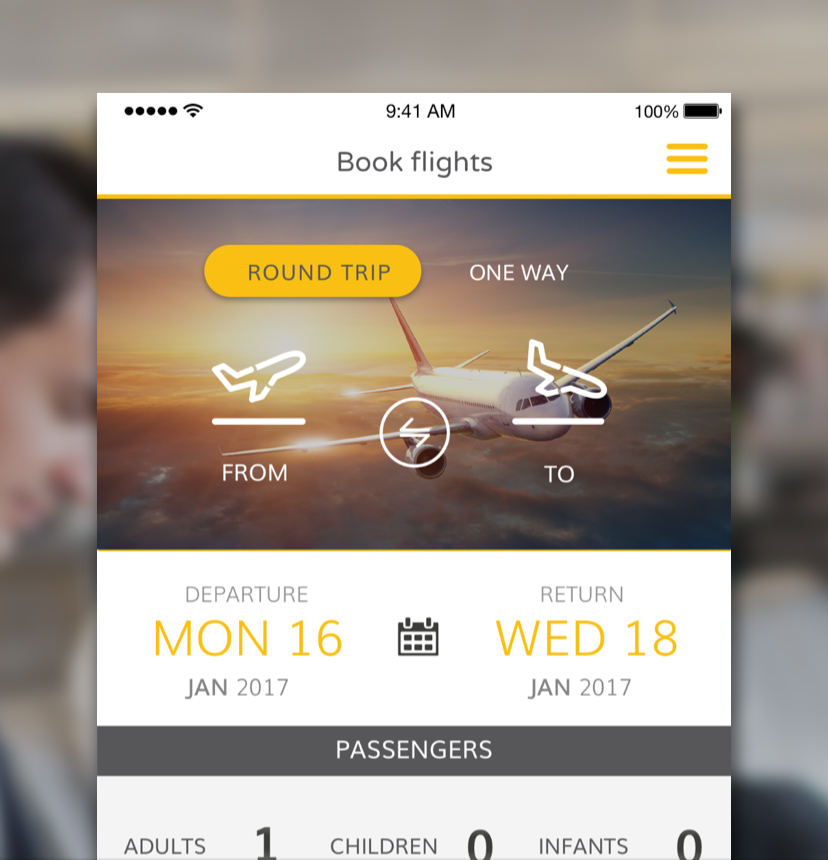 9:41 AM 100%
Book flights
ROUND TRIP ONE WAY
FROM TO
DEPARTURE RETURN
MON 16 WED 18
JAN 2017 JAN 2017
PASSENGERS
ADULTS 1 CHILDREN 0 INFANTS 0